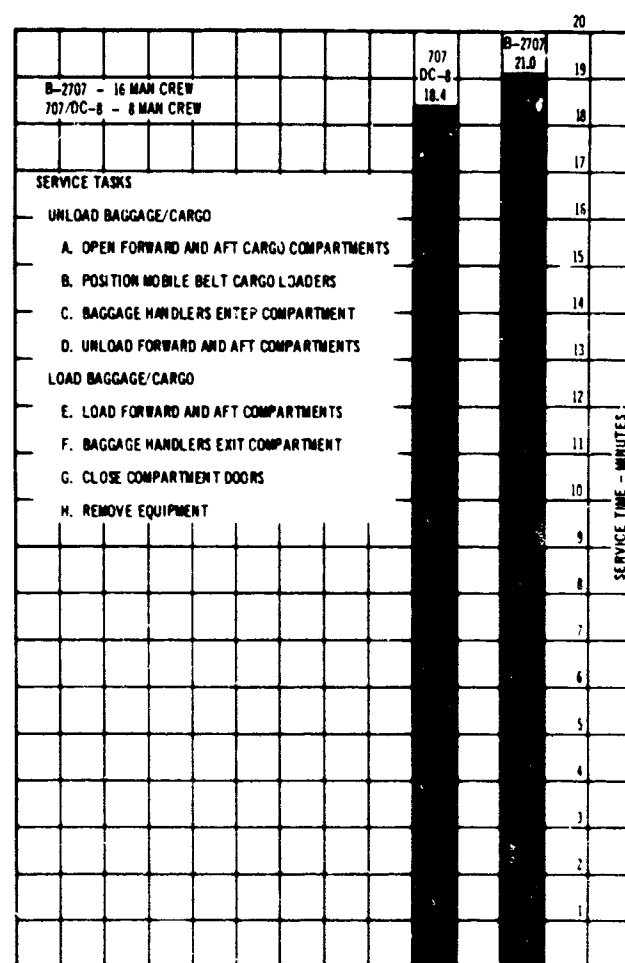 20
B-2707
21.0
707
DC-8
18.4
19
B-2707 - 16 MAN CREW
707/DC-8 - 8 MAN CREW
18
17
SERVICE TASKS
UNLOAD BAGGAGE/CARGO
16
A. OPEN FORWARD AND AFT CARGO COMPARTMENTS
15
B. POSITION MOBILE BELT CARGO LOADERS
C. BAGGAGE HANDLERS ENTER COMPARTMENT
14
D. UNLOAD FORWARD AND AFT COMPARTMENTS
13
LOAD BAGGAGE/CARGO
12
E. LOAD FORWARD AND AFT COMPARTMENTS
F. BAGGAGE HANDLERS EXIT COMPARTMENT
11
G. CLOSE COMPARTMENT DOORS
10
H. REMOVE EQUIPMENT
9
8
7
6
5
4
3
2
1
SERVICE TIME - MINUTES